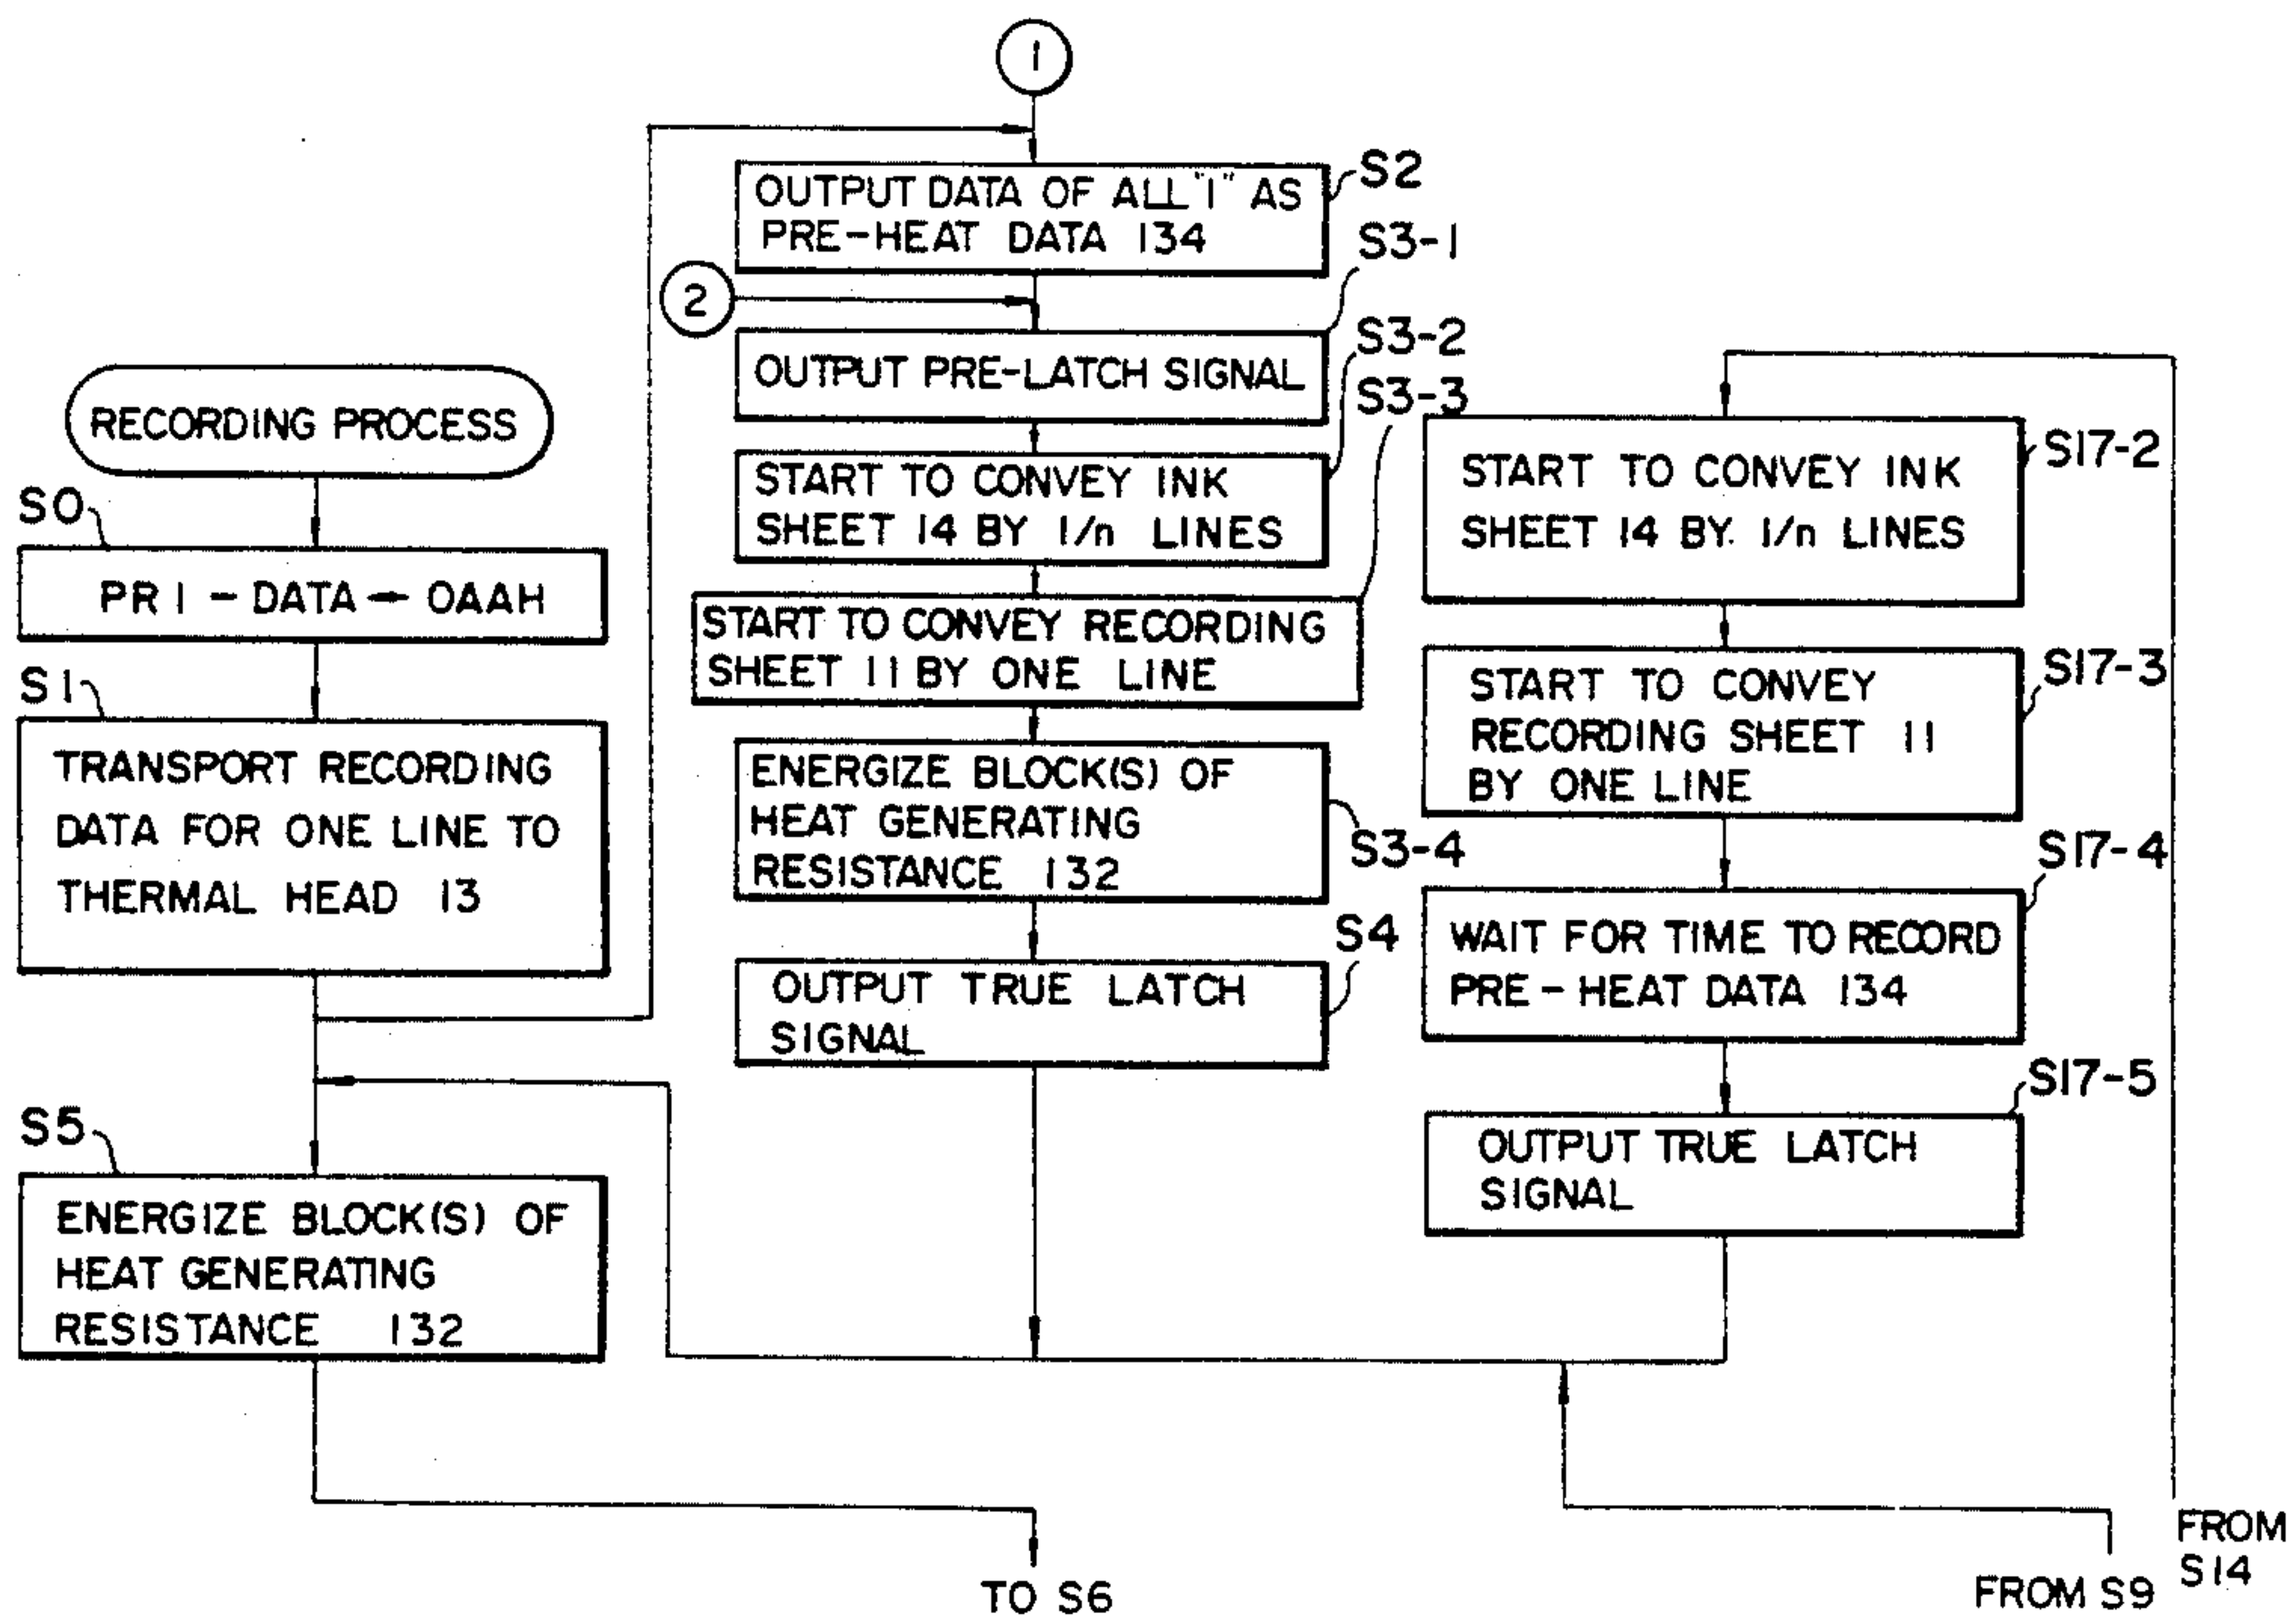 RECORDING PROCESS
S0
PR1-DATA ← 0AAH
S1
TRANSPORT RECORDING
DATA FOR ONE LINE TO
THERMAL HEAD 13
S5
ENERGIZE BLOCK(S) OF
HEAT GENERATING
RESISTANCE 132
1
S2
OUTPUT DATA OF ALL "1" AS
PRE-HEAT DATA 134
2
S3-1
OUTPUT PRE-LATCH SIGNAL
S3-2
START TO CONVEY INK
SHEET 14 BY 1/n LINES
S3-3
START TO CONVEY RECORDING
SHEET 11 BY ONE LINE
S3-4
ENERGIZE BLOCK(S) OF
HEAT GENERATING
RESISTANCE 132
S4
OUTPUT TRUE LATCH
SIGNAL
TO S6
S17-2
START TO CONVEY INK
SHEET 14 BY 1/n LINES
S17-3
START TO CONVEY
RECORDING SHEET 11
BY ONE LINE
S17-4
WAIT FOR TIME TO RECORD
PRE-HEAT DATA 134
S17-5
OUTPUT TRUE LATCH
SIGNAL
FROM S9
FROM
S14